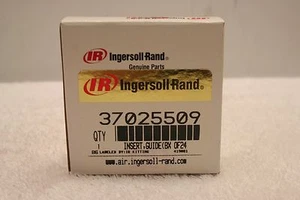 IR Ingersoll-Rand
Genuine Parts
IR Ingersoll-Rand®
37025509
QTY
1 INSERT,GUIDE(BX OF24
www.air.ingersoll-rand.com